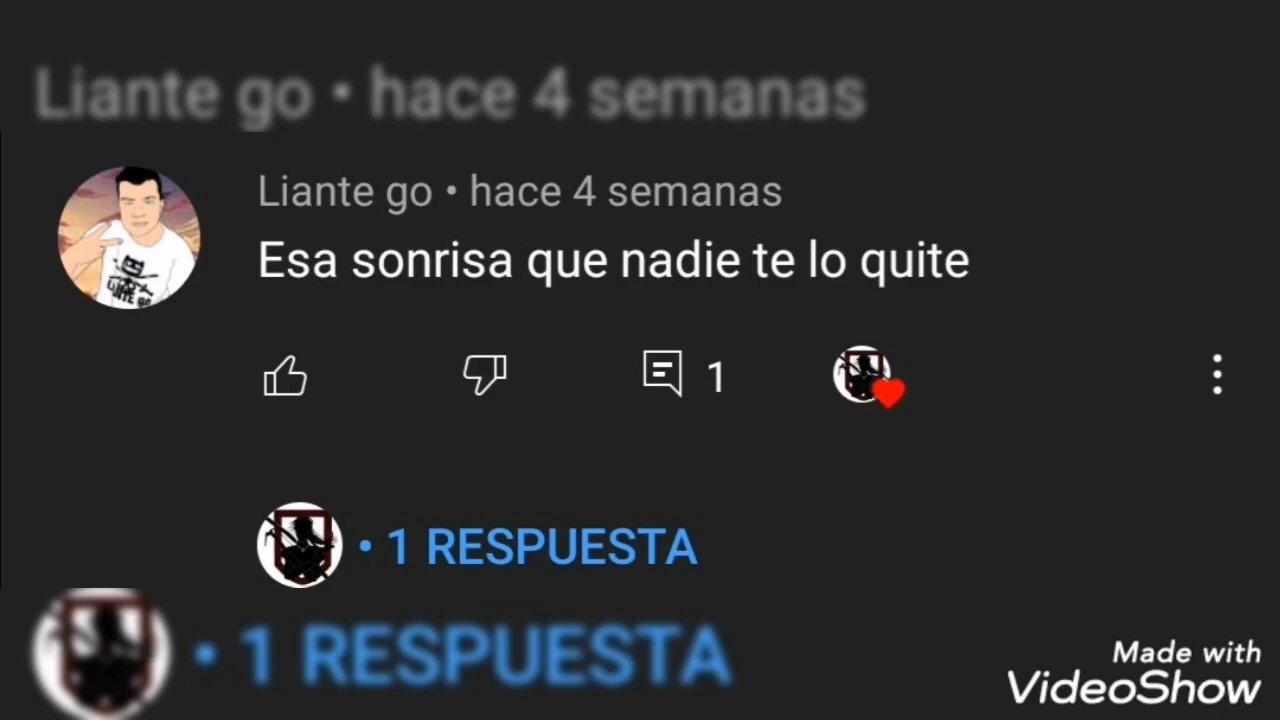 Liante go • hace 4 semanas
Liante go • hace 4 semanas
Esa sonrisa que nadie te lo quite
1
• 1 RESPUESTA
• 1 RESPUESTA
Made with
VideoShow